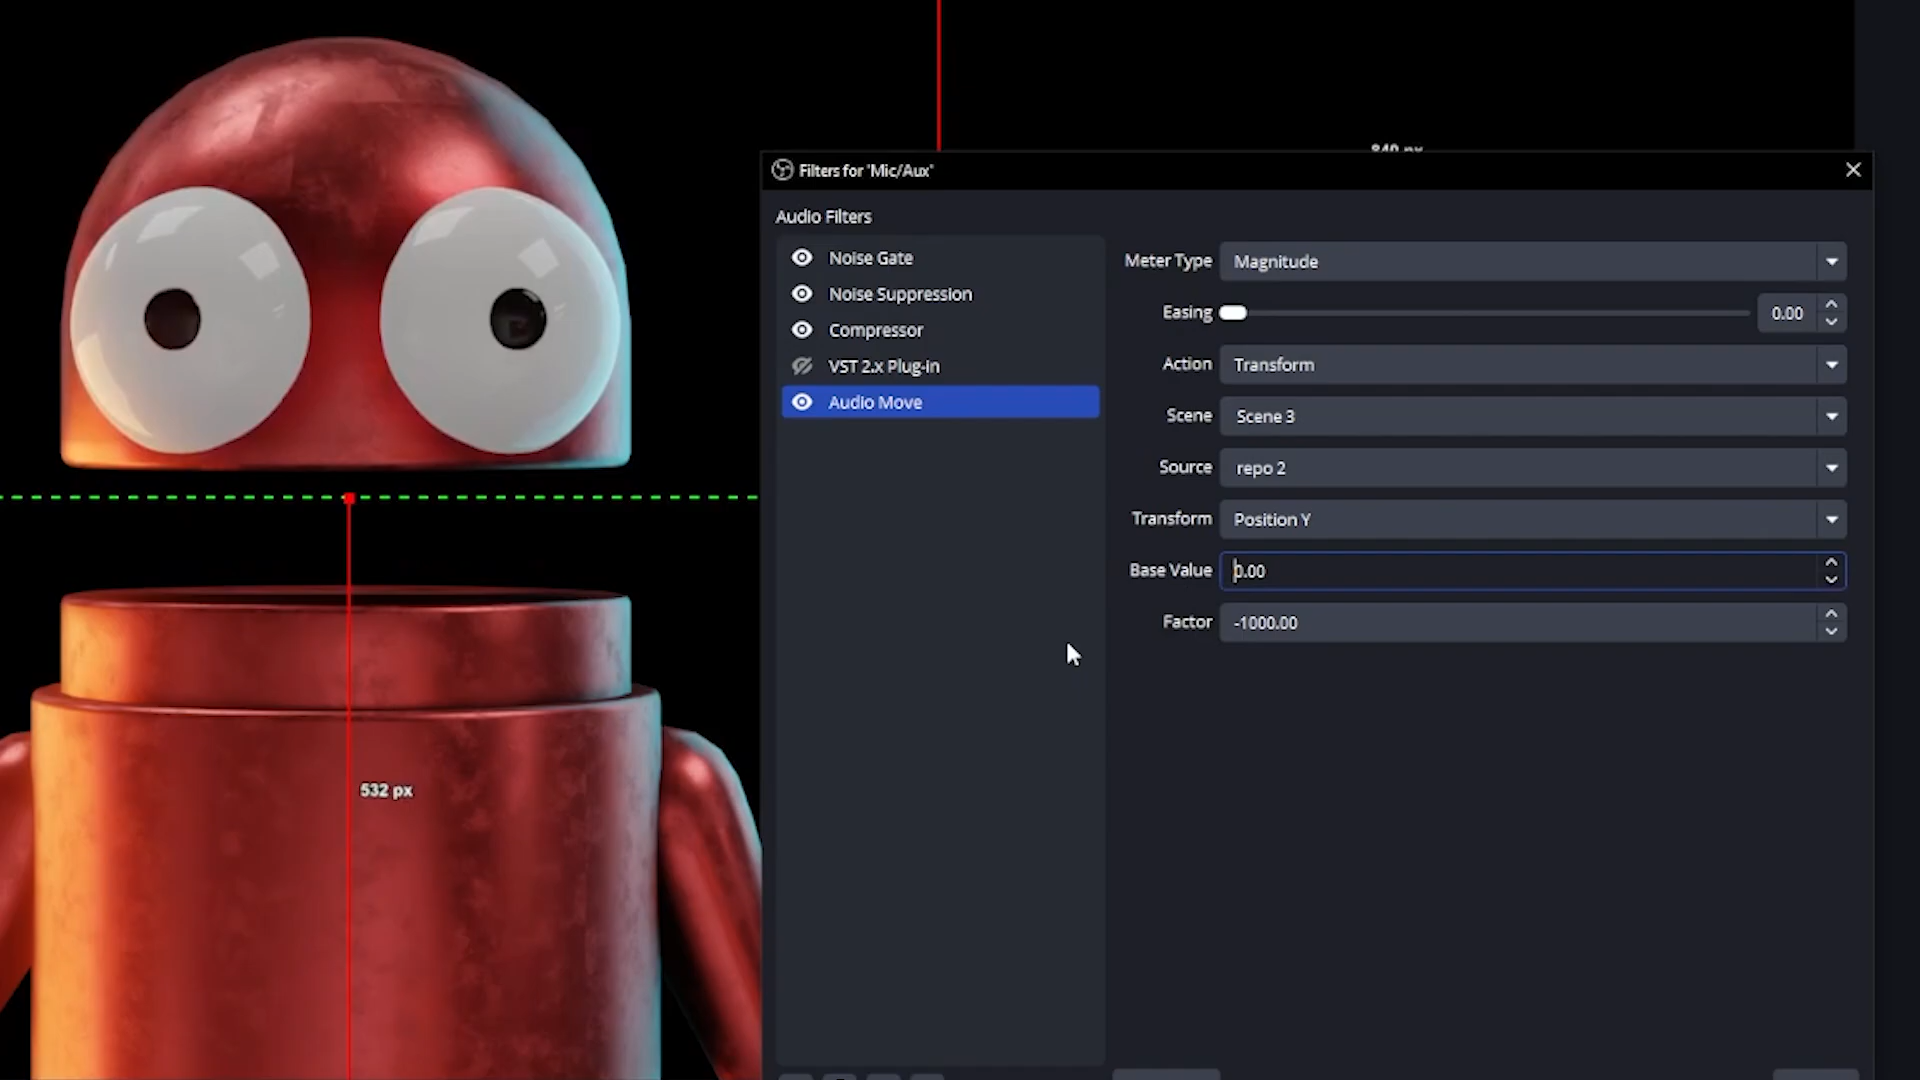 840 px
Filters for 'Mic/Aux'
Audio Filters
Noise Gate
Noise Suppression
Compressor
VST 2.x Plug-in
Audio Move
Meter Type Magnitude
Easing 0.00
Action Transform
Scene Scene 3
Source repo 2
Transform Position Y
Base Value 0.00
Factor -1000.00
532 px